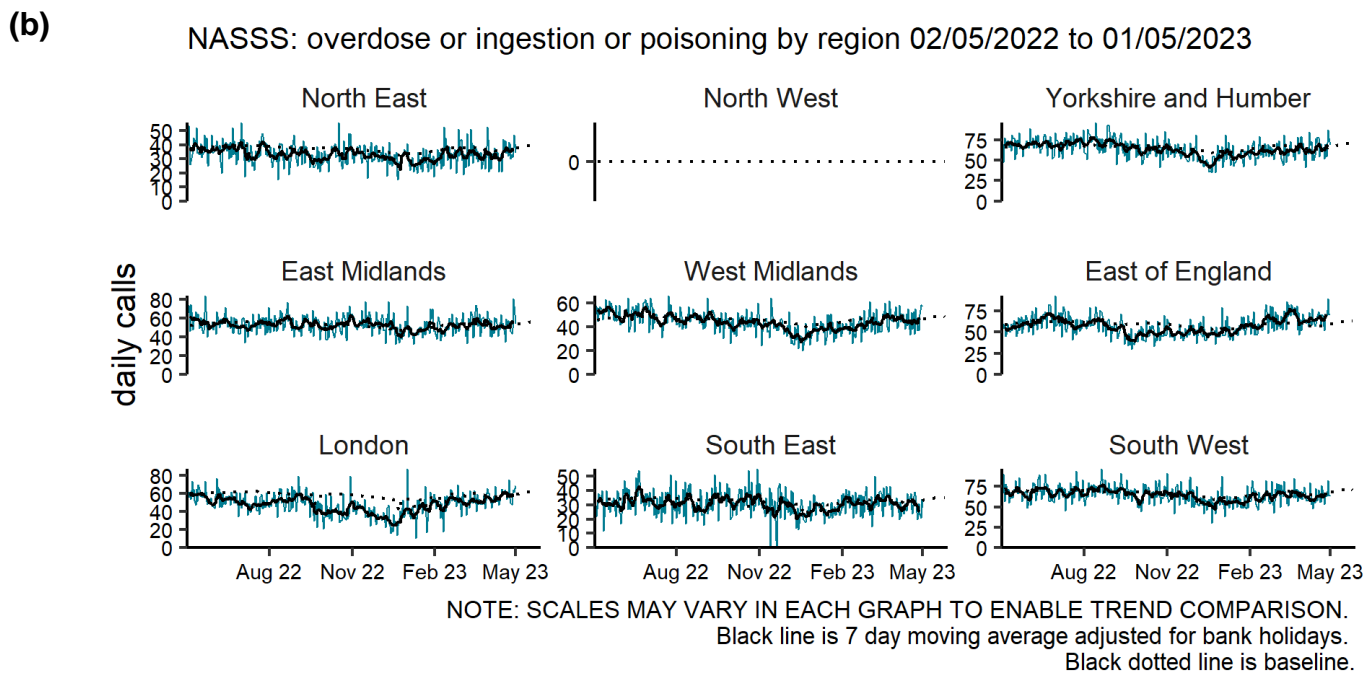 (b)
NASSS: overdose or ingestion or poisoning by region 02/05/2022 to 01/05/2023
North East
North West
Yorkshire and Humber
50
40
30
20
10
0
0
75
50
25
0
East Midlands
West Midlands
East of England
daily calls
80
60
40
20
0
60
40
20
0
75
50
25
0
London
South East
South West
80
60
40
20
0
50
40
30
20
10
0
75
50
25
0
Aug 22 Nov 22 Feb 23 May 23
Aug 22 Nov 22 Feb 23 May 23
Aug 22 Nov 22 Feb 23 May 23
NOTE: SCALES MAY VARY IN EACH GRAPH TO ENABLE TREND COMPARISON.
Black line is 7 day moving average adjusted for bank holidays.
Black dotted line is baseline.